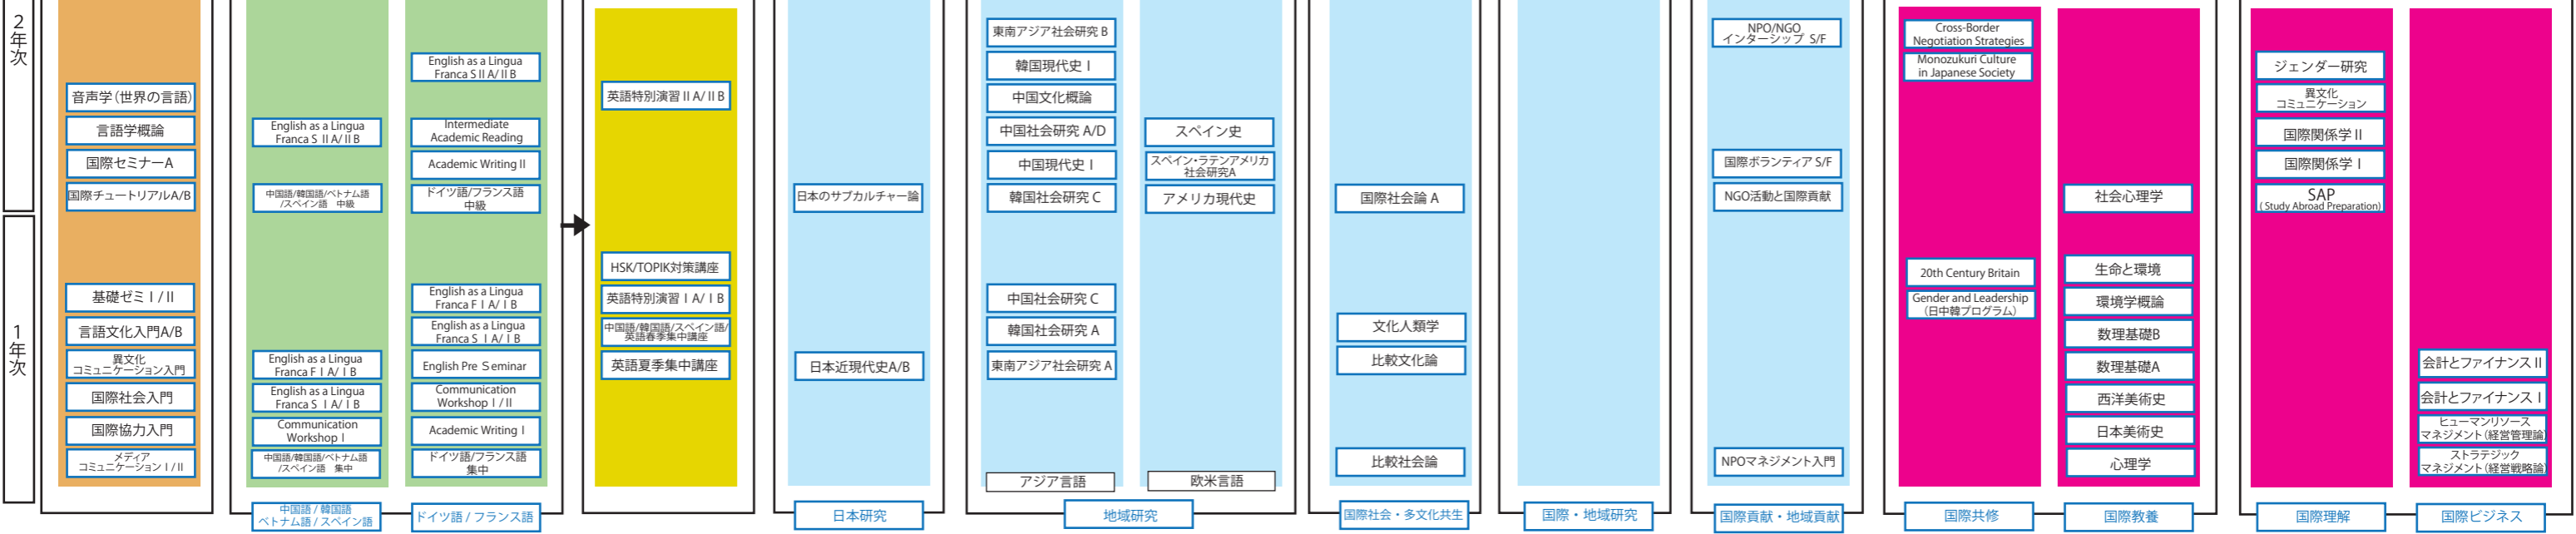 2年次
1年次
音声学(世界の言語)
言語学概論
国際セミナーA
国際チュートリアルA/B
基礎ゼミⅠ/Ⅱ
言語文化入門A/B
異文化
コミュニケーション入門
国際社会入門
国際協力入門
メディア
コミュニケーションⅠ/Ⅱ
English as a Lingua
Franca S ⅡA/ⅡB
中国語/韓国語/ベトナム語
/スペイン語 中級
English as a Lingua
Franca F ⅠA/ⅠB
English as a Lingua
Franca S ⅠA/ⅠB
Communication
Workshop Ⅰ
中国語/韓国語/ベトナム語
/スペイン語 集中
中国語 / 韓国語
ベトナム語 / スペイン語
English as a Lingua
Franca S ⅡA/ⅡB
Intermediate
Academic Reading
Academic Writing Ⅱ
ドイツ語/フランス語
中級
English as a Lingua
Franca F ⅠA/ⅠB
English as a Lingua
Franca S ⅠA/ⅠB
English Pre Seminar
Communication
Workshop Ⅰ/Ⅱ
Academic Writing Ⅰ
ドイツ語/フランス語
集中
ドイツ語 / フランス語
英語特別演習ⅡA/ⅡB
HSK/TOPIK対策講座
英語特別演習ⅠA/ⅠB
中国語/韓国語/スペイン語/
英語春季集中講座
英語夏季集中講座
日本のサブカルチャー論
日本近現代史A/B
日本研究
東南アジア社会研究 B
韓国現代史Ⅰ
中国文化概論
中国社会研究 A/D
中国現代史Ⅰ
韓国社会研究 C
中国社会研究 C
韓国社会研究 A
東南アジア社会研究 A
アジア言語
スペイン史
スペイン・ラテンアメリカ
社会研究A
アメリカ現代史
欧米言語
地域研究
国際社会論 A
文化人類学
比較文化論
比較社会論
国際社会・多文化共生
国際・地域研究
NPO/NGO
インターシップ S/F
国際ボランティア S/F
NGO活動と国際貢献
NPOマネジメント入門
国際貢献・地域貢献
Cross-Border
Negotiation Strategies
Monozukuri Culture
in Japanese Society
20th Century Britain
Gender and Leadership
(日中韓プログラム)
国際共修
社会心理学
生命と環境
環境学概論
数理基礎B
数理基礎A
西洋美術史
日本美術史
心理学
国際教養
ジェンダー研究
異文化
コミュニケーション
国際関係学Ⅱ
国際関係学Ⅰ
SAP
( Study Abroad Preparation)
国際理解
会計とファイナンスⅡ
会計とファイナンスⅠ
ヒューマンリソース
マネジメント(経営管理論)
ストラテジック
マネジメント(経営戦略論)
国際ビジネス